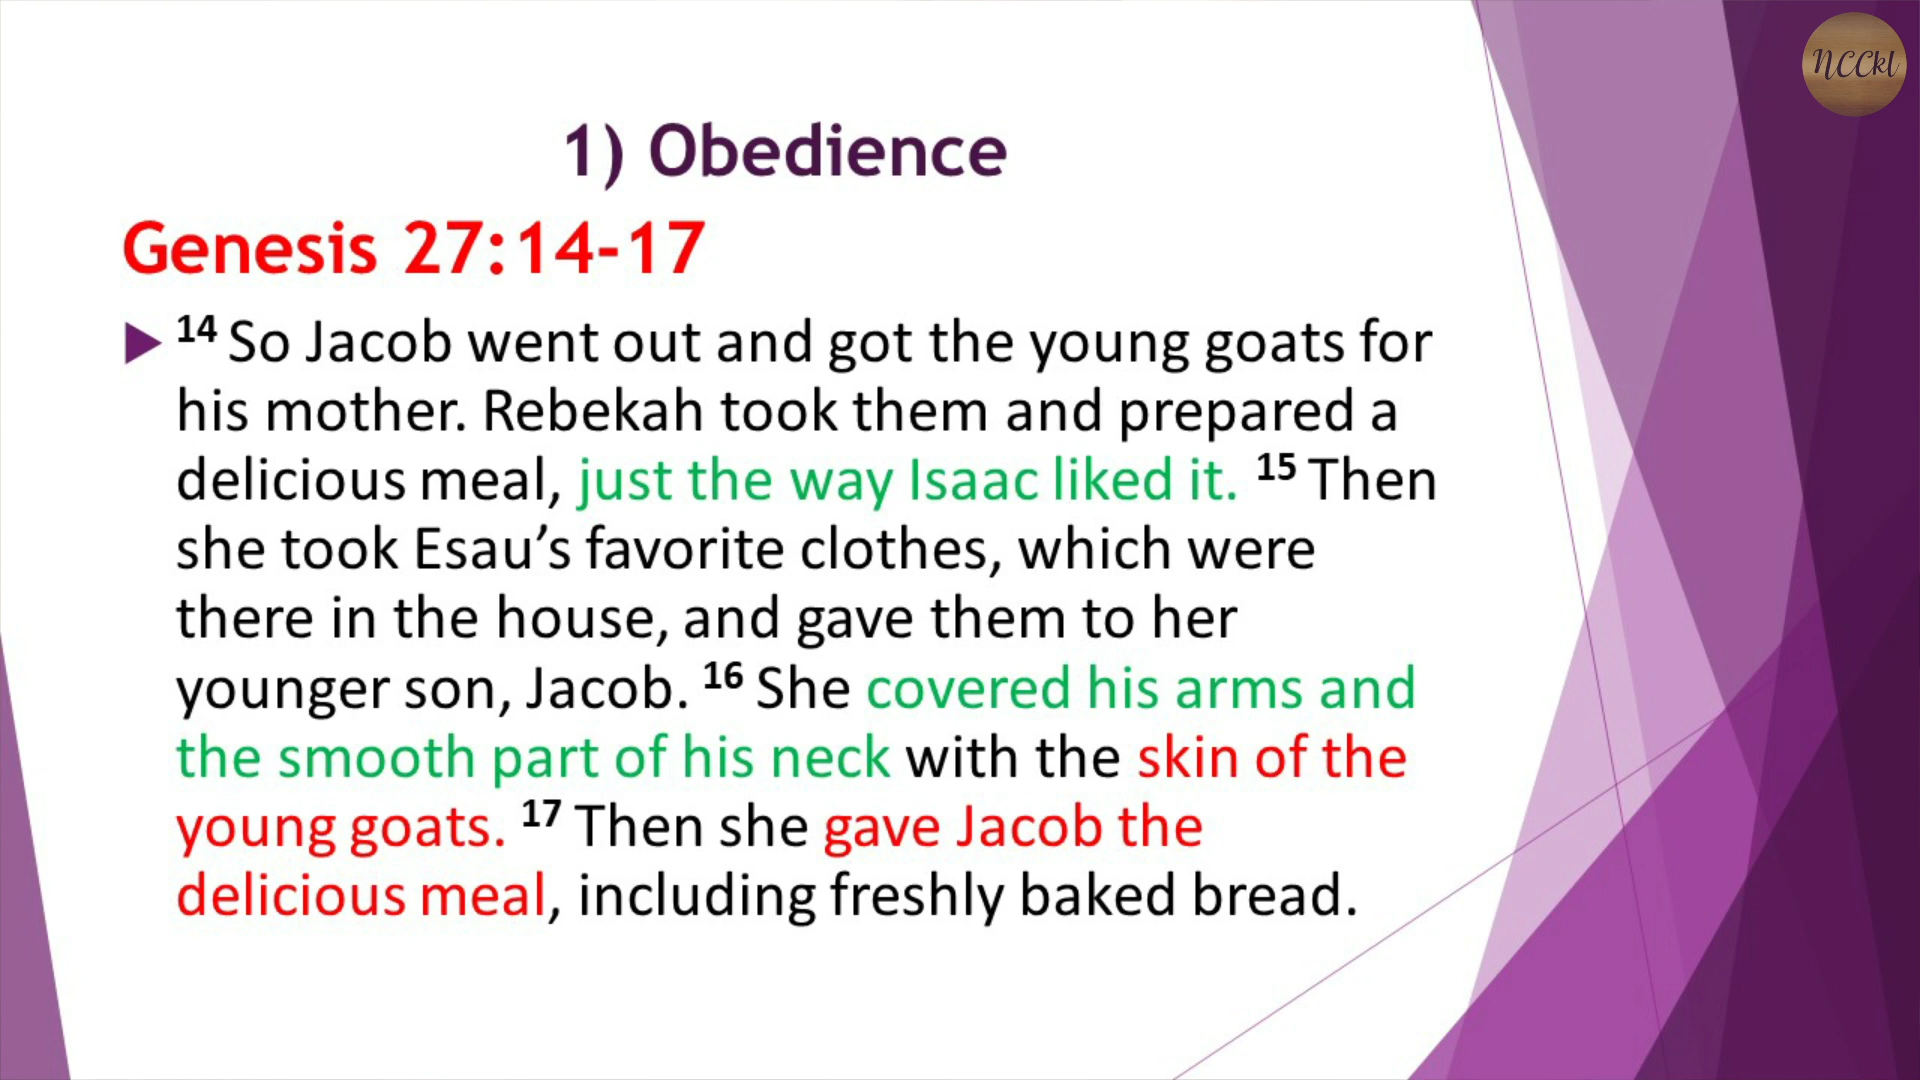 NCCkl
1) Obedience
Genesis 27:14-17
14 So Jacob went out and got the young goats for
his mother. Rebekah took them and prepared a
delicious meal, just the way Isaac liked it. 15 Then
she took Esau’s favorite clothes, which were
there in the house, and gave them to her
younger son, Jacob. 16 She covered his arms and
the smooth part of his neck with the skin of the
young goats. 17 Then she gave Jacob the
delicious meal, including freshly baked bread.